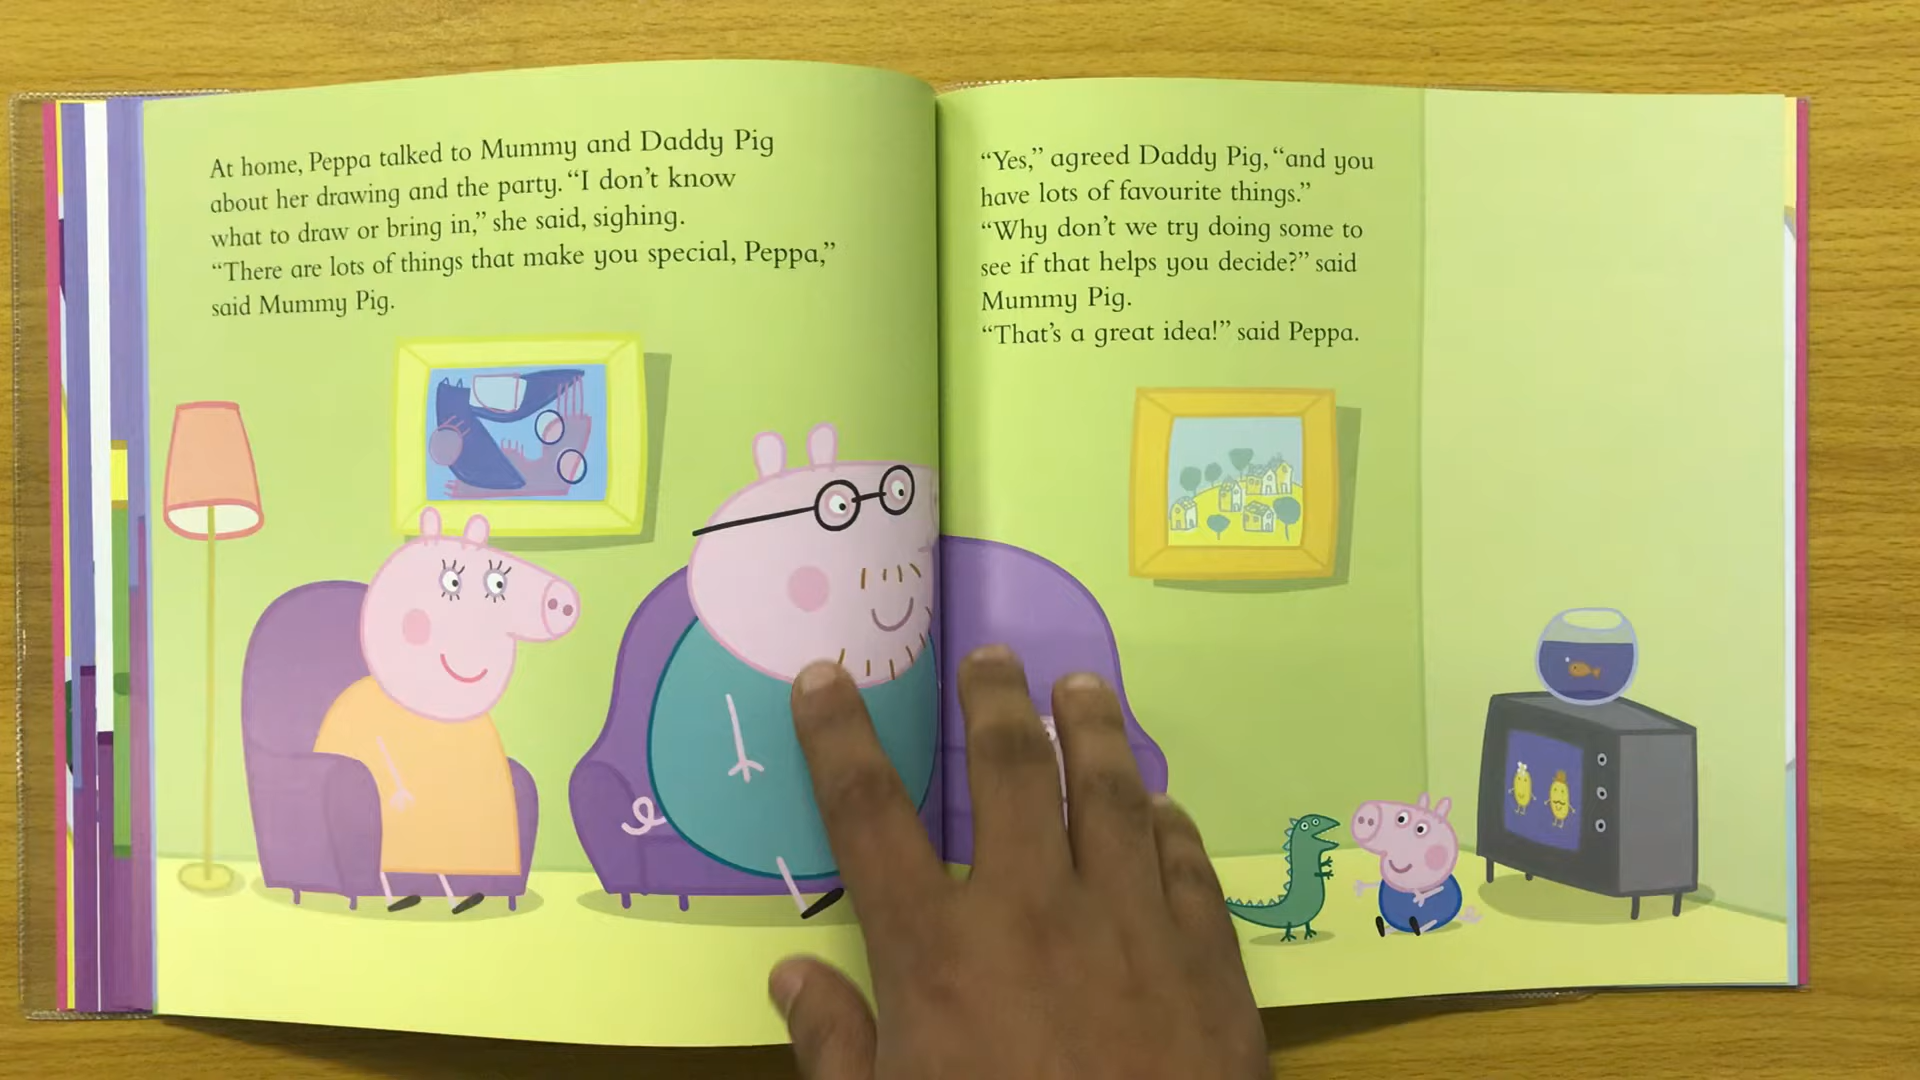 At home, Peppa talked to Mummy and Daddy Pig
about her drawing and the party. “I don’t know
what to draw or bring in,” she said, sighing.
“There are lots of things that make you special, Peppa,”
said Mummy Pig.
“Yes,” agreed Daddy Pig, “and you
have lots of favourite things.”
“Why don’t we try doing some to
see if that helps you decide?” said
Mummy Pig.
“That’s a great idea!” said Peppa.